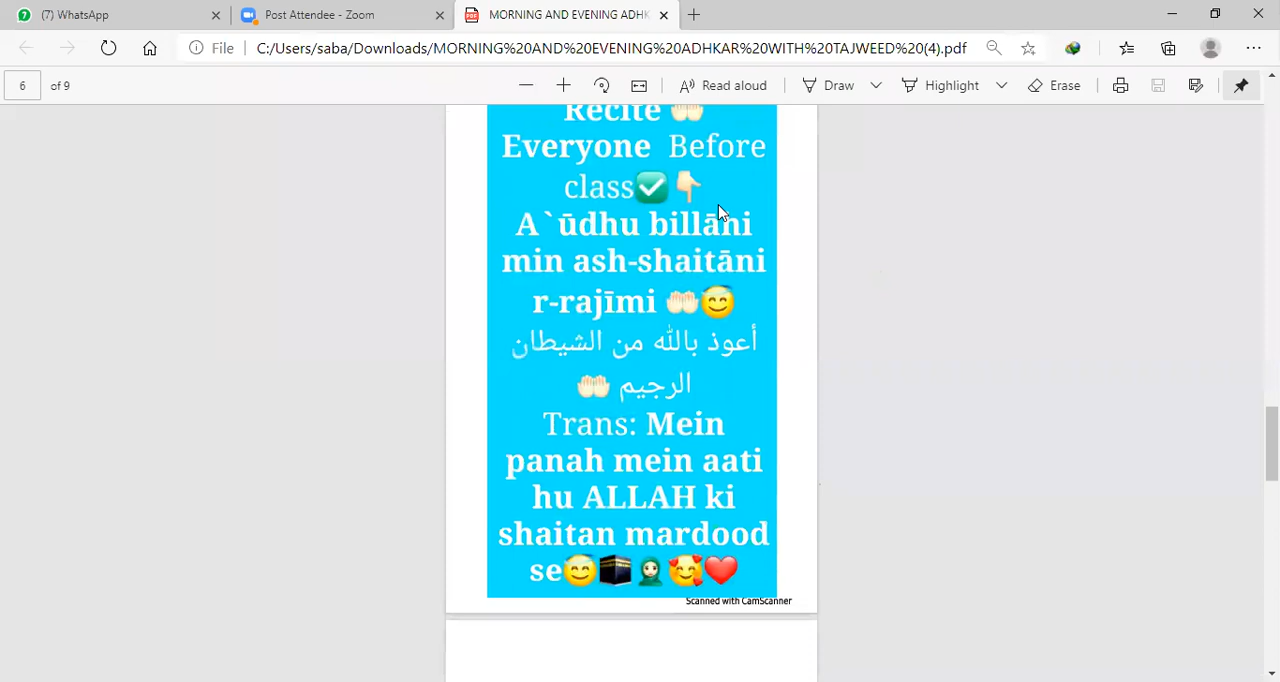 (7) WhatsApp
Post Attendee - Zoom
MORNING AND EVENING ADHK
File
C:/Users/saba/Downloads/MORNING%20AND%20EVENING%20ADHKAR%20WITH%20TAJWEED%20(4).pdf
6 of 9
Read aloud
Draw
Highlight
Erase
Recite 🤲🏻
Everyone Before
class✅👇🏻
A`ūdhu billāni
min ash-shaitāni
r-rajīmi 🤲🏻😇
أعوذ بالله من الشيطان
الرجيم 🤲🏻
Trans: Mein
panah mein aati
hu ALLAH ki
shaitan mardood
se😇🕋🧕🏻🥰❤️
Scanned with CamScanner